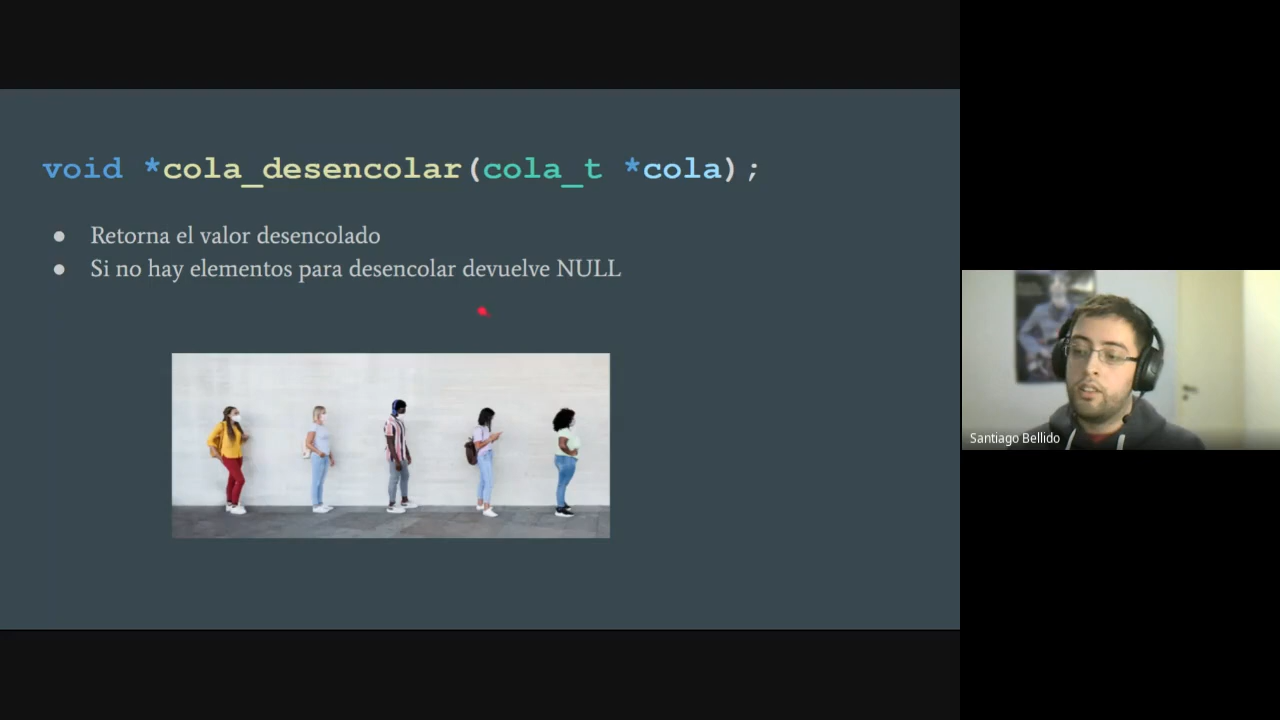 void *cola_desencolar(cola_t *cola);
● Retorna el valor desencolado
● Si no hay elementos para desencolar devuelve NULL
Santiago Bellido